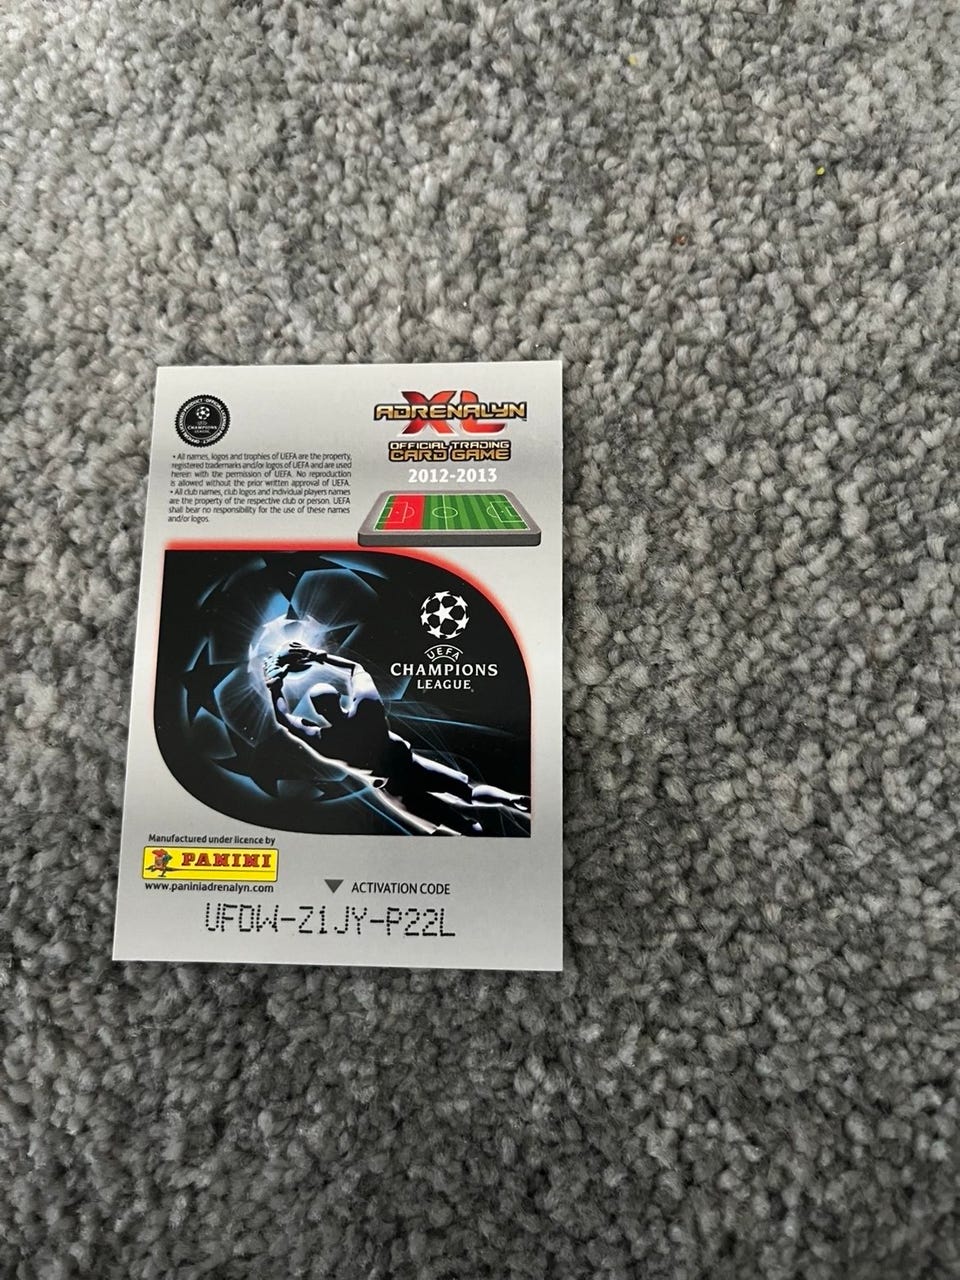 OFFICIAL
CHAMPIONS
LEAGUE
ADRENALYN
XL
OFFICIAL TRADING
CARD GAME
2012-2013
• All names, logos and trophies of UEFA are the property,
registered trademarks and/or logos of UEFA and are used
herein with the permission of UEFA. No reproduction
is allowed without the prior written approval of UEFA.
• All club names, club logos and individual players names
are the property of the respective club or person. UEFA
shall bear no responsibility for the use of these names
and/or logos.
UEFA
CHAMPIONS
LEAGUE
Manufactured under licence by
PANINI
www.paniniadrenalyn.com
ACTIVATION CODE
UFDW-Z1JY-P22L